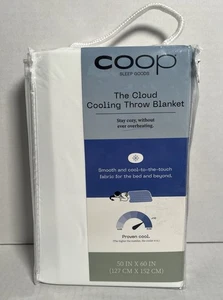 coop
SLEEP GOODS
The Cloud
Cooling Throw Blanket
Stay cozy, without
ever overheating.
Smooth and cool-to-the-touch
fabric for the bed and beyond.
Proven cool.
50 IN X 60 IN
(127 CM X 152 CM)